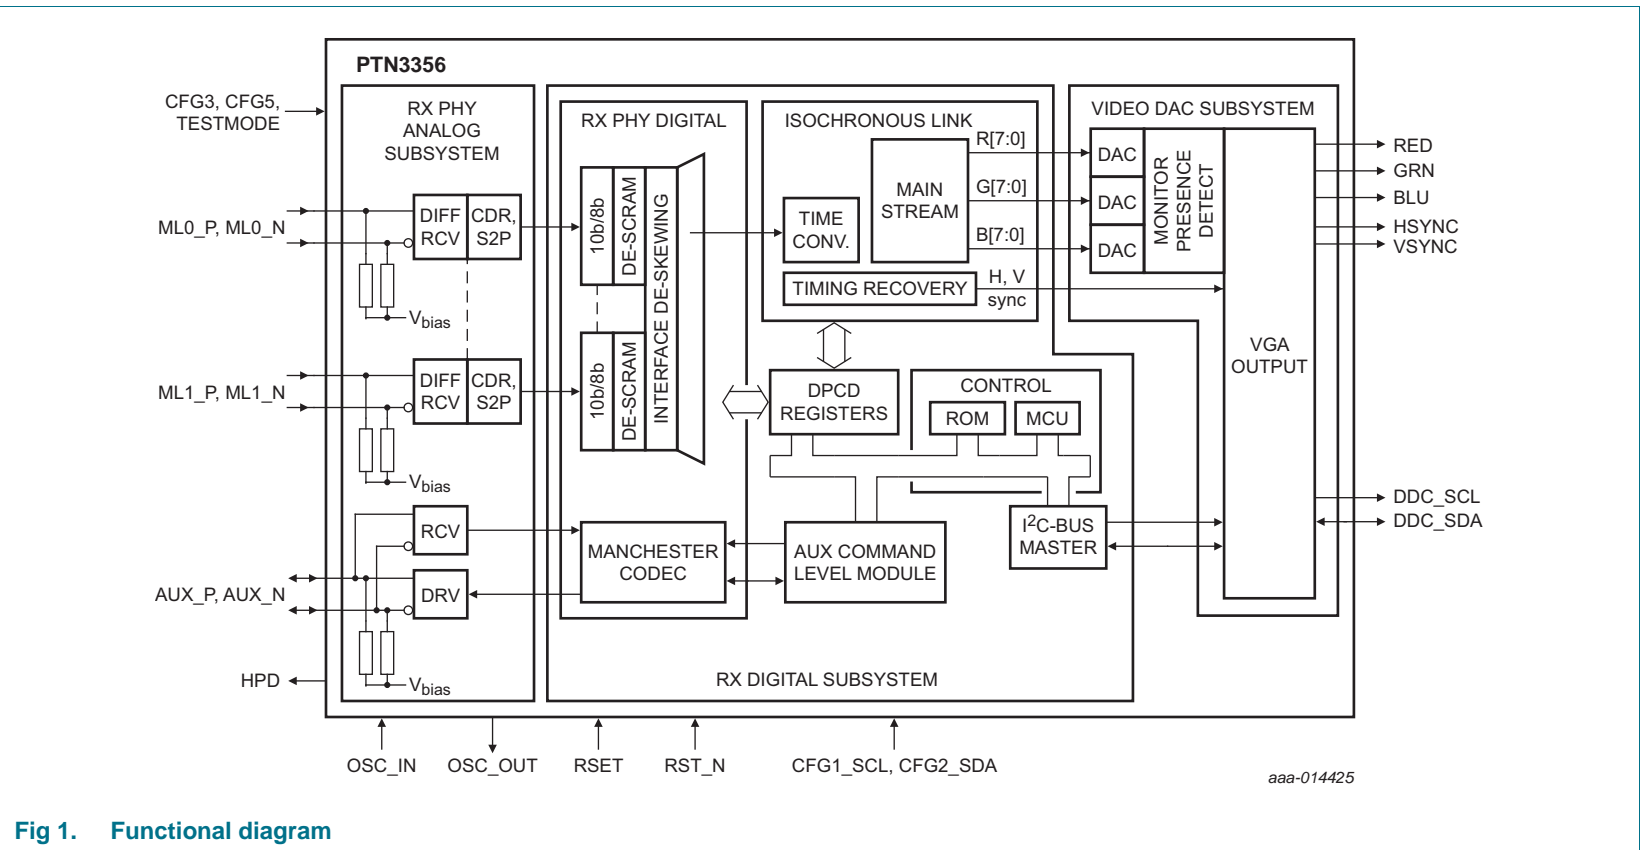 PTN3356
CFG3, CFG5,
TESTMODE
RX PHY
ANALOG
SUBSYSTEM
ML0_P, ML0_N
DIFF
RCV
CDR,
S2P
Vbias
ML1_P, ML1_N
DIFF
RCV
CDR,
S2P
Vbias
RCV
DRV
AUX_P, AUX_N
Vbias
HPD
RX PHY DIGITAL
10b/8b
DE-SCRAM
INTERFACE DE-SKEWING
10b/8b
DE-SCRAM
MANCHESTER
CODEC
ISOCHRONOUS LINK
TIME
CONV.
MAIN
STREAM
R[7:0]
G[7:0]
B[7:0]
TIMING RECOVERY
H, V
sync
DPCD
REGISTERS
CONTROL
ROM
MCU
AUX COMMAND
LEVEL MODULE
I2C-BUS
MASTER
RX DIGITAL SUBSYSTEM
VIDEO DAC SUBSYSTEM
DAC
DAC
DAC
MONITOR
PRESENCE
DETECT
VGA
OUTPUT
RED
GRN
BLU
HSYNC
VSYNC
DDC_SCL
DDC_SDA
OSC_IN
OSC_OUT
RSET
RST_N
CFG1_SCL, CFG2_SDA
aaa-014425
Fig 1. Functional diagram